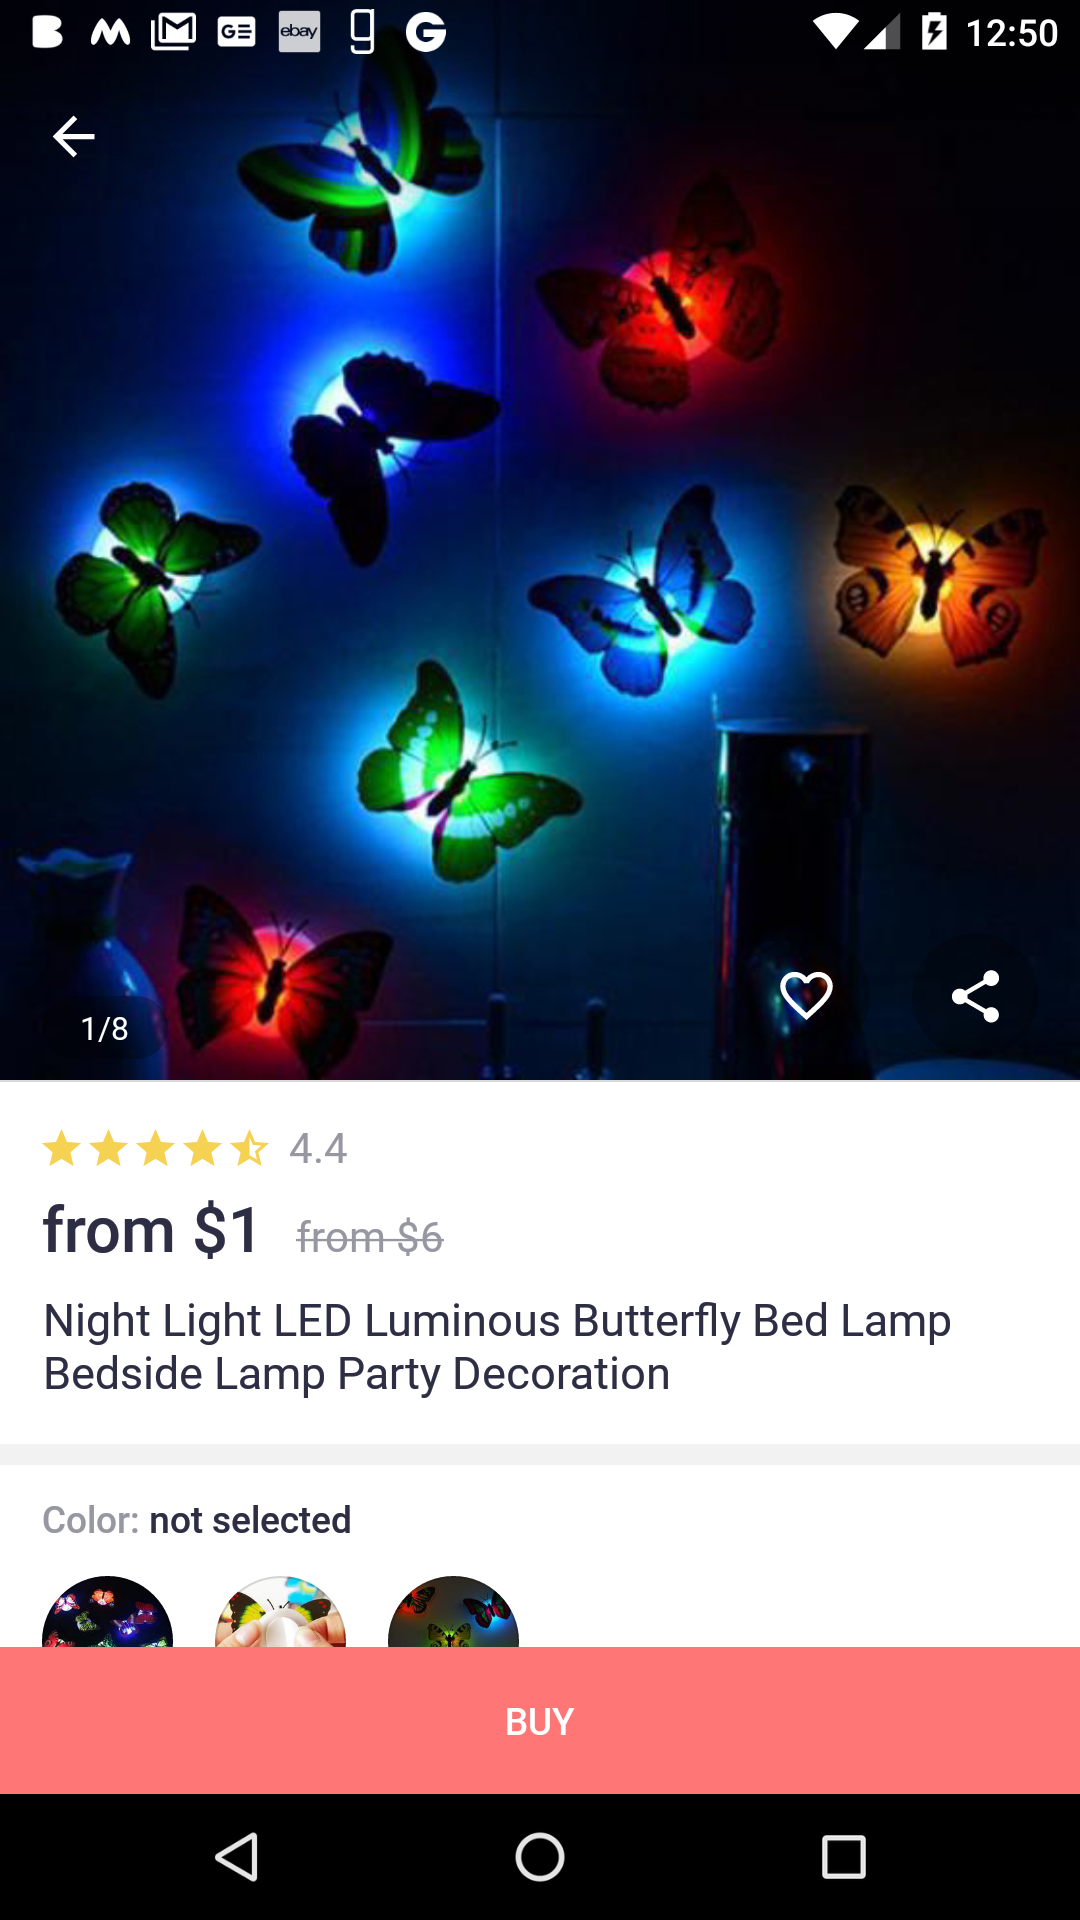 GE ebay g G 12:50
1/8
4.4
from $1 from $6
Night Light LED Luminous Butterfly Bed Lamp
Bedside Lamp Party Decoration
Color: not selected
BUY